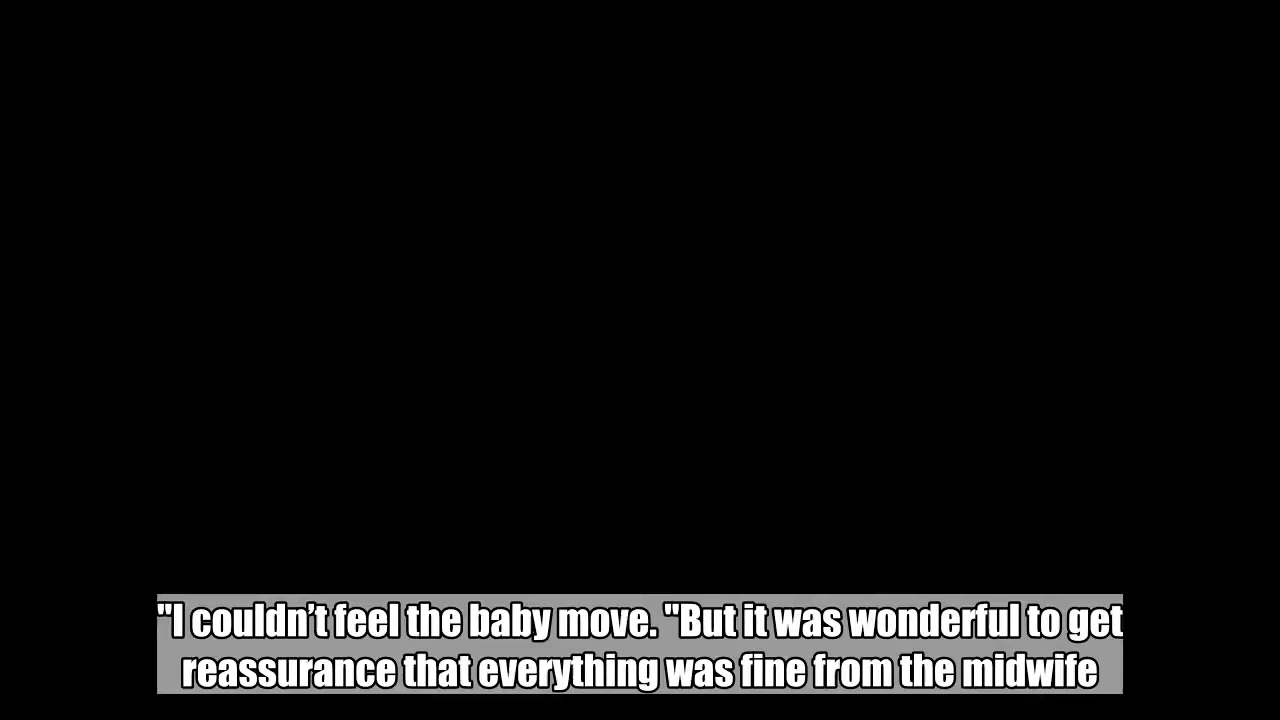 "I couldn’t feel the baby move. "But it was wonderful to get
reassurance that everything was fine from the midwife